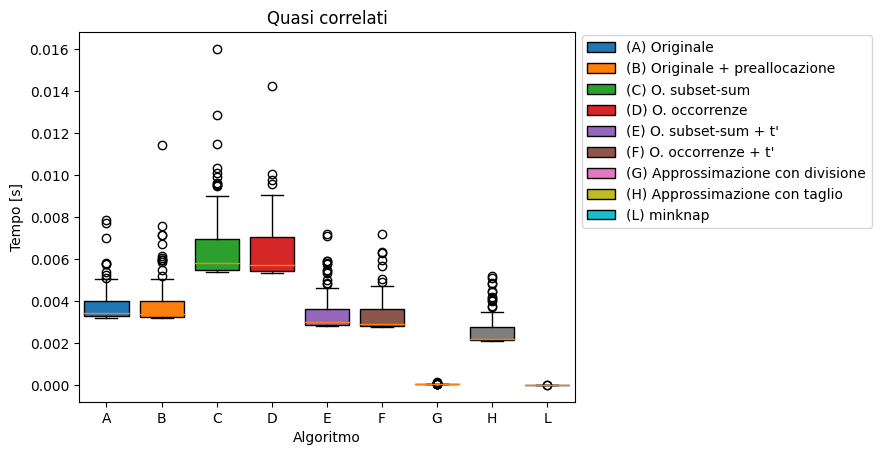 Quasi correlati
Tempo [s]
0.016
0.014
0.012
0.010
0.008
0.006
0.004
0.002
0.000
A B C D E F G H L
Algoritmo
(A) Originale
(B) Originale + preallocazione
(C) O. subset-sum
(D) O. occorrenze
(E) O. subset-sum + t'
(F) O. occorrenze + t'
(G) Approssimazione con divisione
(H) Approssimazione con taglio
(L) minknap